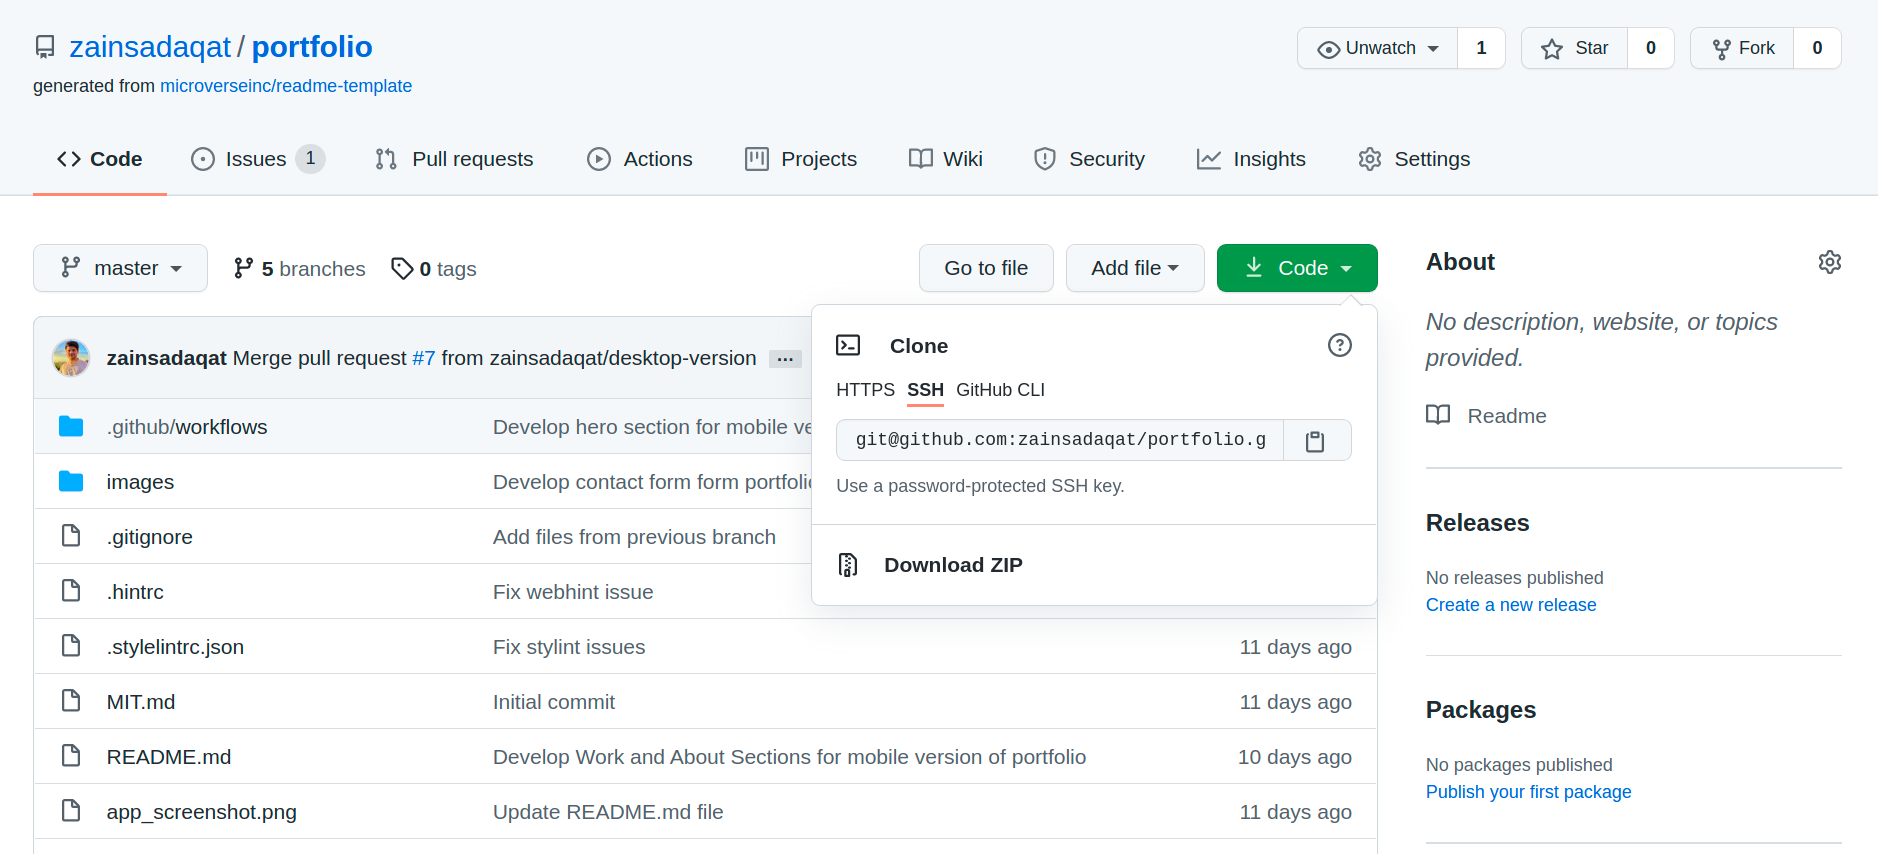 zainsadaqat / portfolio
generated from microverseinc/readme-template
Unwatch 1 Star 0 Fork 0
Code Issues 1 Pull requests Actions Projects Wiki Security Insights Settings
master 5 branches 0 tags Go to file Add file Code
zainsadaqat Merge pull request #7 from zainsadaqat/desktop-version ...
.github/workflows Develop hero section for mobile ve
images Develop contact form form portfoli
.gitignore Add files from previous branch
.hintrc Fix webhint issue
.stylelintrc.json Fix stylint issues 11 days ago
MIT.md Initial commit 11 days ago
README.md Develop Work and About Sections for mobile version of portfolio 10 days ago
app_screenshot.png Update README.md file 11 days ago
Clone
HTTPS SSH GitHub CLI
git@github.com:zainsadaqat/portfolio.g
Use a password-protected SSH key.
Download ZIP
About
No description, website, or topics
provided.
Readme
Releases
No releases published
Create a new release
Packages
No packages published
Publish your first package